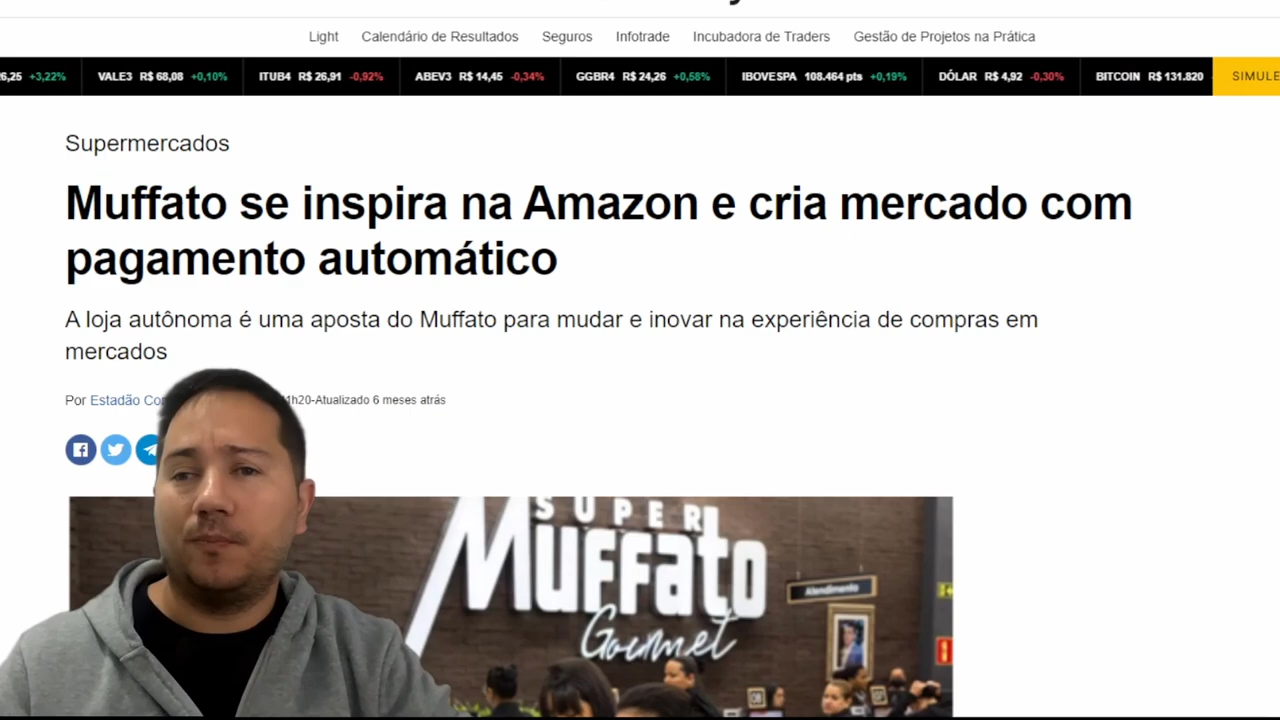 Light Calendário de Resultados Seguros Infotrade Incubadora de Traders Gestão de Projetos na Prática
6,25 +3,22% VALE3 R$ 68,08 +0,10% ITUB4 R$ 26,91 -0,92% ABEV3 R$ 14,45 -0,34% GGBR4 R$ 24,26 +0,58% IBOVESPA 108.464 pts +0,19% DÓLAR R$ 4,92 -0,30% BITCOIN R$ 131.820 SIMULE
Supermercados
Muffato se inspira na Amazon e cria mercado com
pagamento automático
A loja autônoma é uma aposta do Muffato para mudar e inovar na experiência de compras em
mercados
Por Estadão Co 1h20-Atualizado 6 meses atrás
SUPER
Muffato
Gourmet
Atendimento